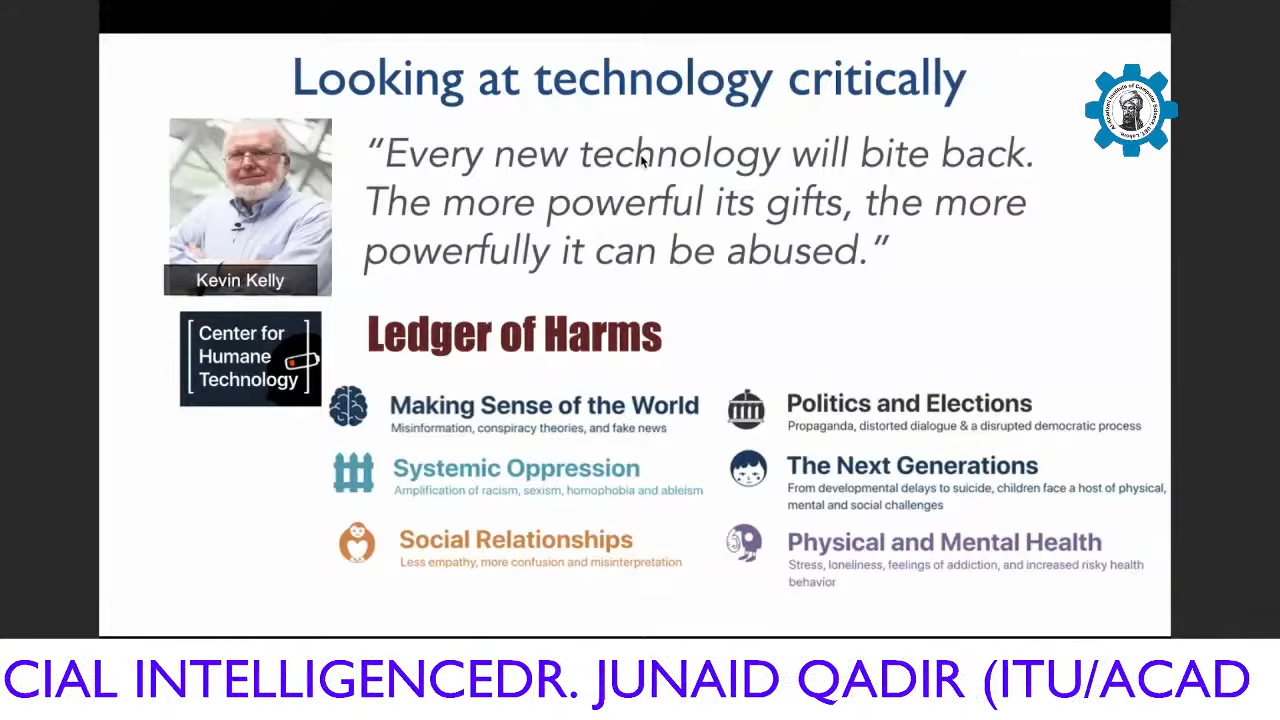 Looking at technology critically
“Every new technology will bite back.
The more powerful its gifts, the more
powerfully it can be abused.”
Kevin Kelly
Center for
Humane
Technology
Ledger of Harms
Making Sense of the World
Misinformation, conspiracy theories, and fake news
Politics and Elections
Propaganda, distorted dialogue & a disrupted democratic process
Systemic Oppression
Amplification of racism, sexism, homophobia and ableism
The Next Generations
From developmental delays to suicide, children face a host of physical,
mental and social challenges
Social Relationships
Less empathy, more confusion and misinterpretation
Physical and Mental Health
Stress, loneliness, feelings of addiction, and increased risky health
behavior
CIAL INTELLIGENCEDR. JUNAID QADIR (ITU/ACAD